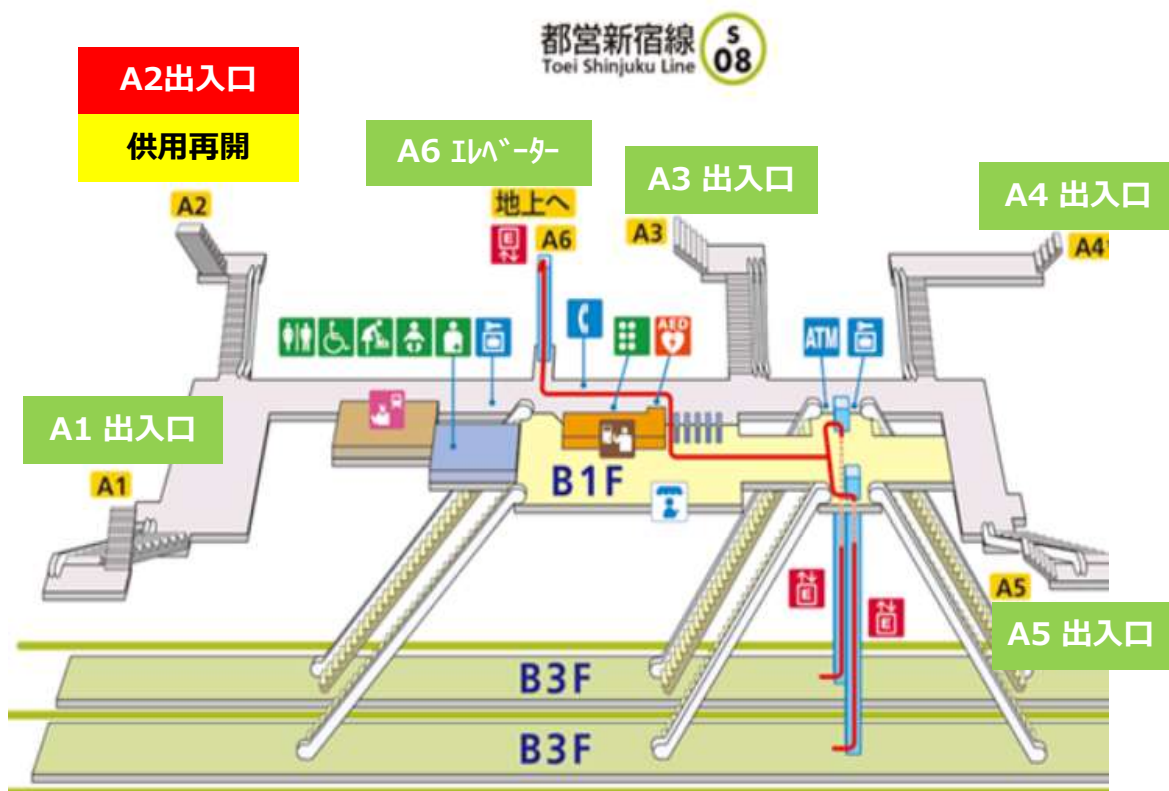 都営新宿線
Toei Shinjuku Line
S
08
A2出入口
供用再開
A6 ｴﾚﾍﾞｰﾀｰ
A3 出入口
A4 出入口
A2
地上へ
E
A6
A3
A4
AED
ATM
A1 出入口
A1
B1F
E
E
A5
A5 出入口
B3F
B3F